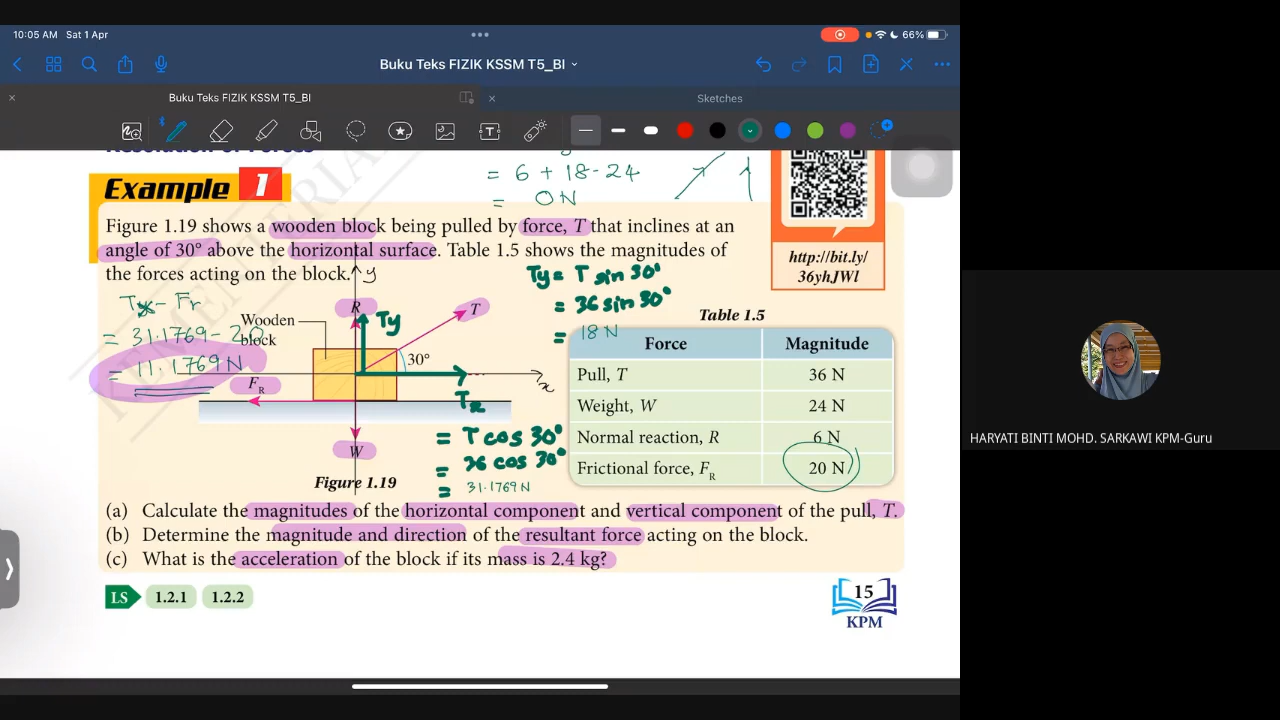 10:05 AM Sat 1 Apr
66%
Buku Teks FIZIK KSSM T5_BI
Buku Teks FIZIK KSSM T5_BI
Sketches
= 6 + 18 - 24
= 0 N
Example 1
Figure 1.19 shows a wooden block being pulled by force, T that inclines at an
angle of 30° above the horizontal surface. Table 1.5 shows the magnitudes of
the forces acting on the block.
http://bit.ly/
36yhJWl
y
Ty = T sin 30°
= 36 sin 30°
= 18 N
- Fr
= 31.1769 - 20
= 11.1769 N
Wooden
block
R
Ty
T
30°
FR
x
Tx
W
= T cos 30°
= 36 cos 30°
= 31.1769 N
Figure 1.19
Table 1.5
Force Magnitude
Pull, T 36 N
Weight, W 24 N
Normal reaction, R 6 N
Frictional force, FR 20 N
(a) Calculate the magnitudes of the horizontal component and vertical component of the pull, T.
(b) Determine the magnitude and direction of the resultant force acting on the block.
(c) What is the acceleration of the block if its mass is 2.4 kg?
LS 1.2.1 1.2.2
15
KPM
HARYATI BINTI MOHD. SARKAWI KPM-Guru